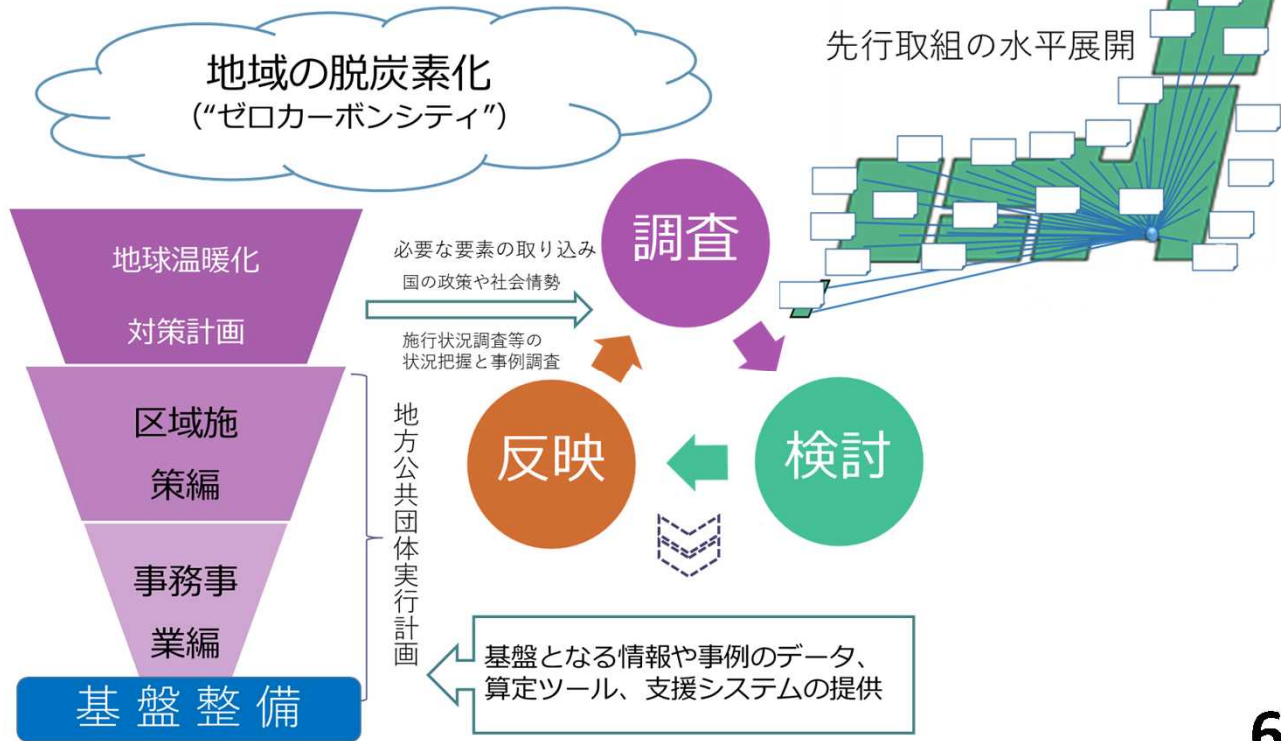 地域の脱炭素化
(“ゼロカーボンシティ”)
先行取組の水平展開
地球温暖化
対策計画
区域施
策編
事務事
業編
基盤整備
地方公共団体実行計画
必要な要素の取り込み
国の政策や社会情勢
施行状況調査等の
状況把握と事例調査
調査
検討
反映
基盤となる情報や事例のデータ、
算定ツール、支援システムの提供
6